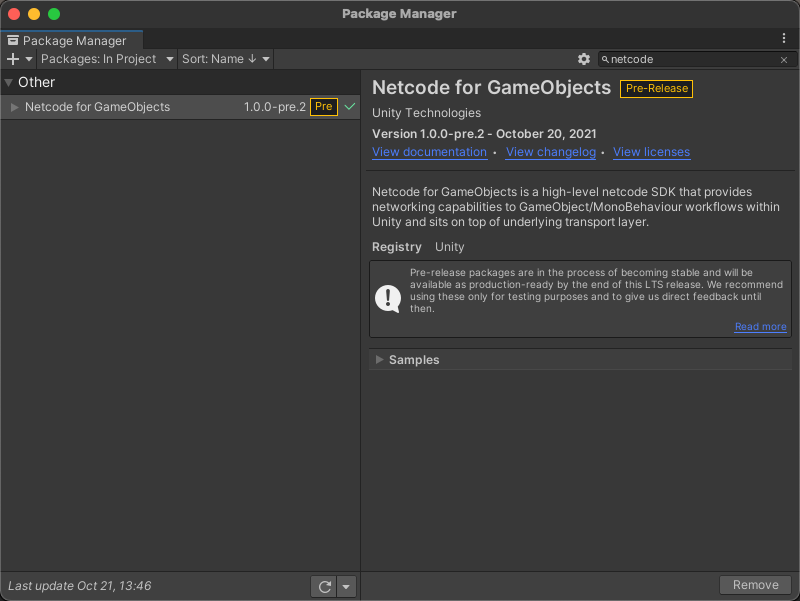 Package Manager
Package Manager
Packages: In Project
Sort: Name ↓
netcode
Other
Netcode for GameObjects 1.0.0-pre.2 Pre
Netcode for GameObjects Pre-Release
Unity Technologies
Version 1.0.0-pre.2 - October 20, 2021
View documentation • View changelog • View licenses
Netcode for GameObjects is a high-level netcode SDK that provides
networking capabilities to GameObject/MonoBehaviour workflows within
Unity and sits on top of underlying transport layer.
Registry Unity
Pre-release packages are in the process of becoming stable and will be
available as production-ready by the end of this LTS release. We recommend
using these only for testing purposes and to give us direct feedback until
then.
Read more
Samples
Last update Oct 21, 13:46
Remove